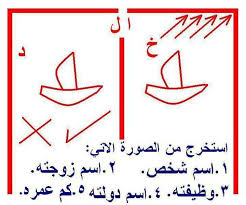 ال
خ
د
استخرج من الصورة الاتي:
١.اسم شخص. ٢.اسم زوجته.
٣.وظيفته. ٤.اسم دولته ٥.كم عمره.